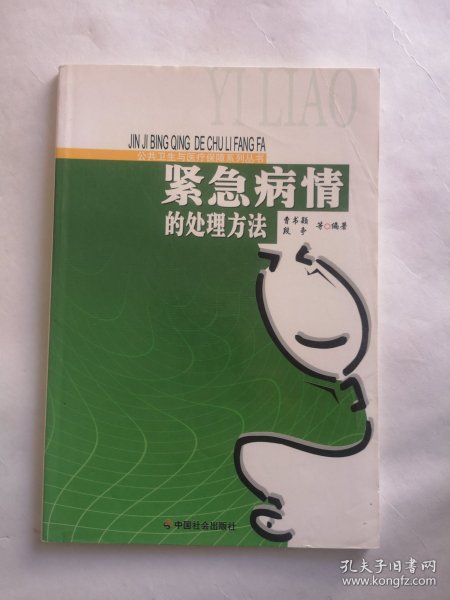 YI LIAO
JIN JI BING QING DE CHU LI FANG FA
公共卫生与医疗保障系列丛书
紧急病情
的处理方法
曹书颖
段争
等○编著
中国社会出版社
孔夫子旧书网
www.kongfz.com